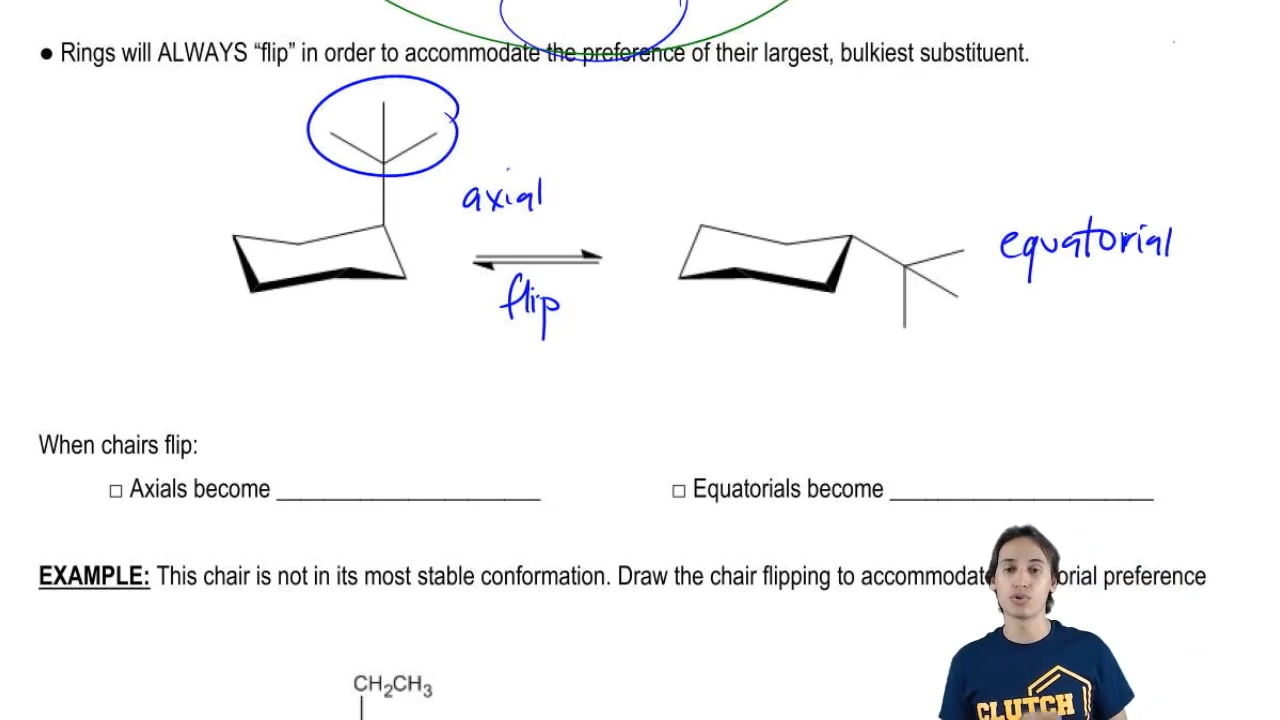 ● Rings will ALWAYS “flip” in order to accommodate the preference of their largest, bulkiest substituent.
axial
equatorial
flip
When chairs flip:
□ Axials become ____________________
□ Equatorials become ____________________
EXAMPLE: This chair is not in its most stable conformation. Draw the chair flipping to accommodate preference
CH₂CH₃
CLUTCH